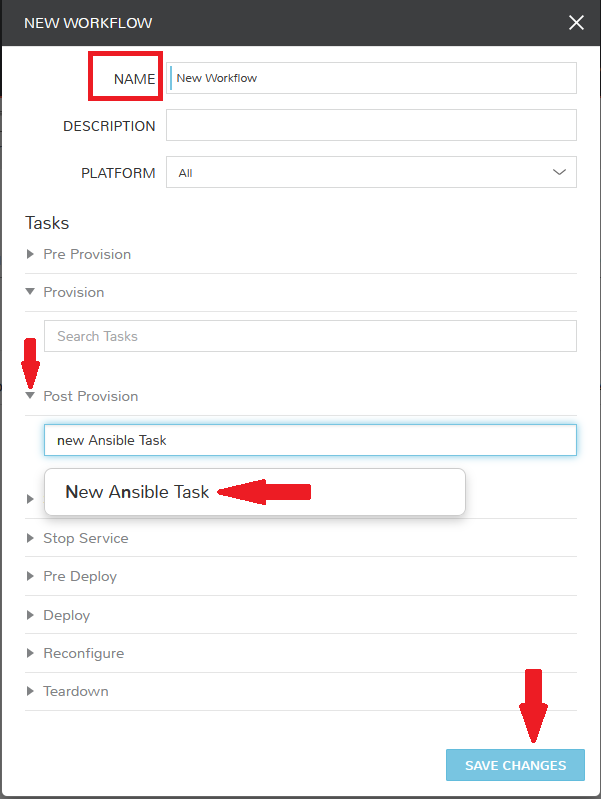 NEW WORKFLOW
NAME New Workflow
DESCRIPTION
PLATFORM All
Tasks
Pre Provision
Provision
Search Tasks
Post Provision
new Ansible Task
New Ansible Task
Stop Service
Pre Deploy
Deploy
Reconfigure
Teardown
SAVE CHANGES